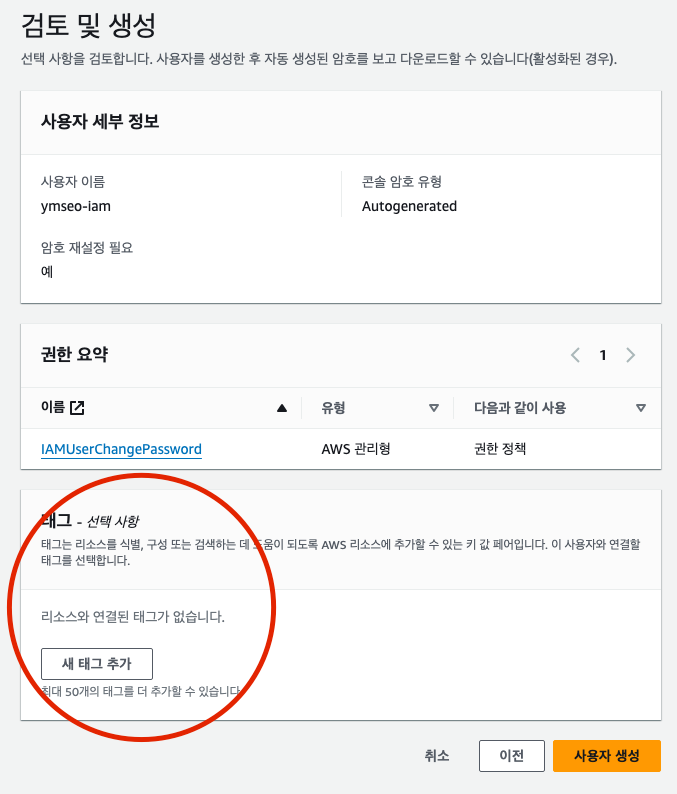 검토 및 생성
선택 사항을 검토합니다. 사용자를 생성한 후 자동 생성된 암호를 보고 다운로드할 수 있습니다(활성화된 경우).
사용자 세부 정보
사용자 이름
ymseo-iam
콘솔 암호 유형
Autogenerated
암호 재설정 필요
예
권한 요약
1
이름 유형 다음과 같이 사용
IAMUserChangePassword AWS 관리형 권한 정책
태그 - 선택 사항
태그는 리소스를 식별, 구성 또는 검색하는 데 도움이 되도록 AWS 리소스에 추가할 수 있는 키 값 페어입니다. 이 사용자와 연결할
태그를 선택합니다.
리소스와 연결된 태그가 없습니다.
새 태그 추가
최대 50개의 태그를 더 추가할 수 있습니다.
취소 이전 사용자 생성